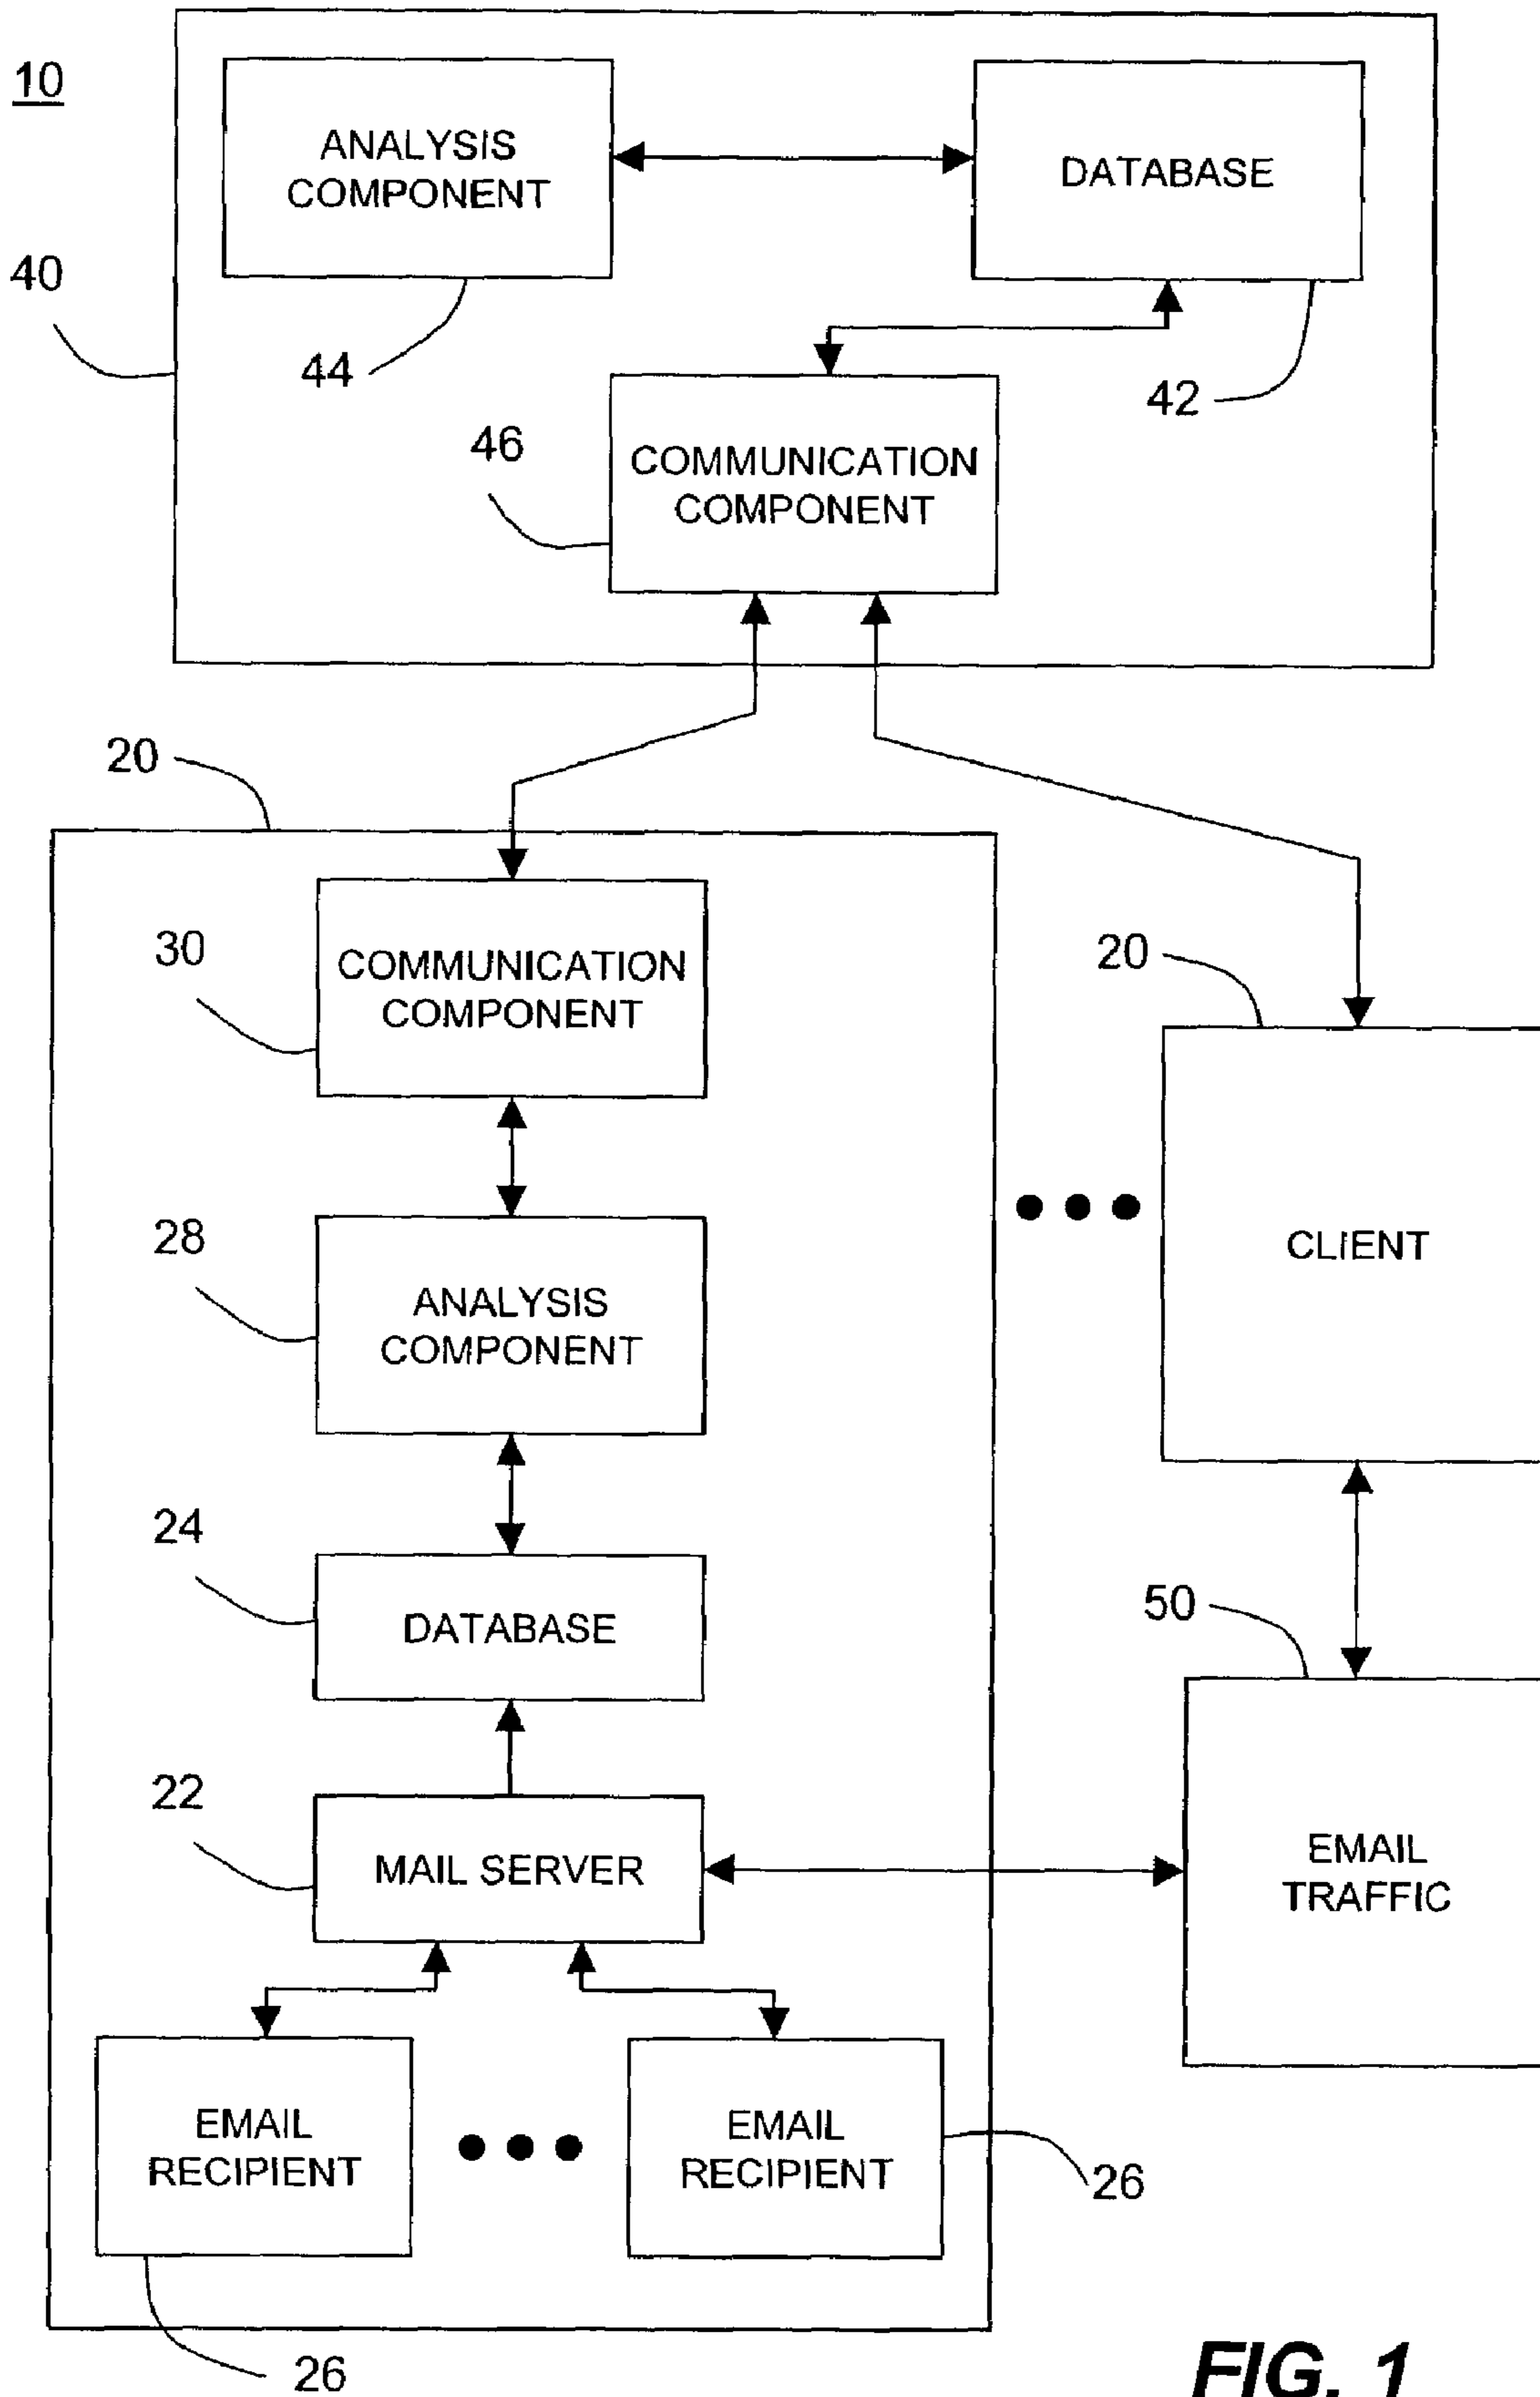 10
ANALYSIS
COMPONENT
DATABASE
40
44
42
46
COMMUNICATION
COMPONENT
20
30
COMMUNICATION
COMPONENT
20
28
ANALYSIS
COMPONENT
CLIENT
24
DATABASE
50
22
MAIL SERVER
EMAIL
TRAFFIC
EMAIL
RECIPIENT
EMAIL
RECIPIENT
26
26
FIG. 1